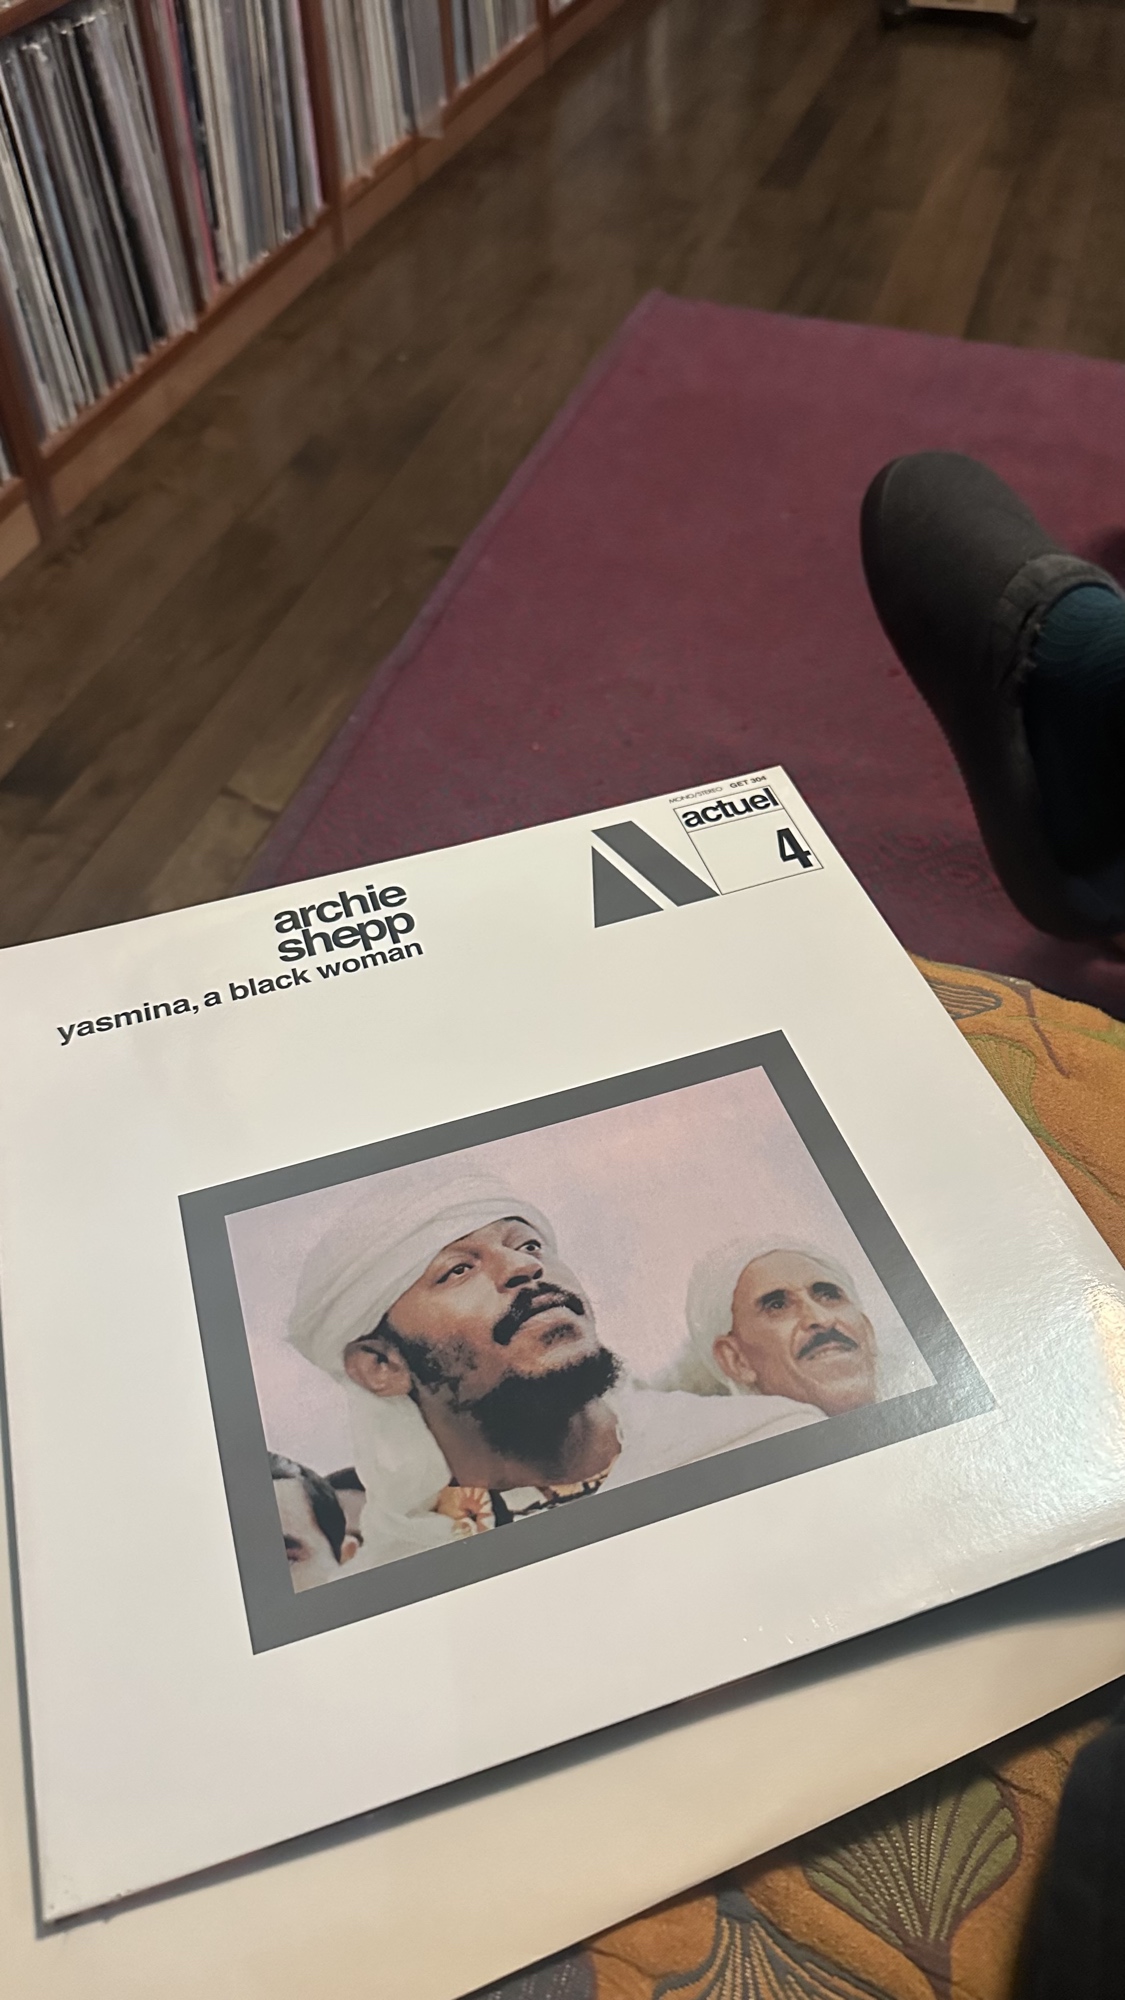 MONO/STEREO GET 304
actuel
4
archie
shepp
yasmina, a black woman